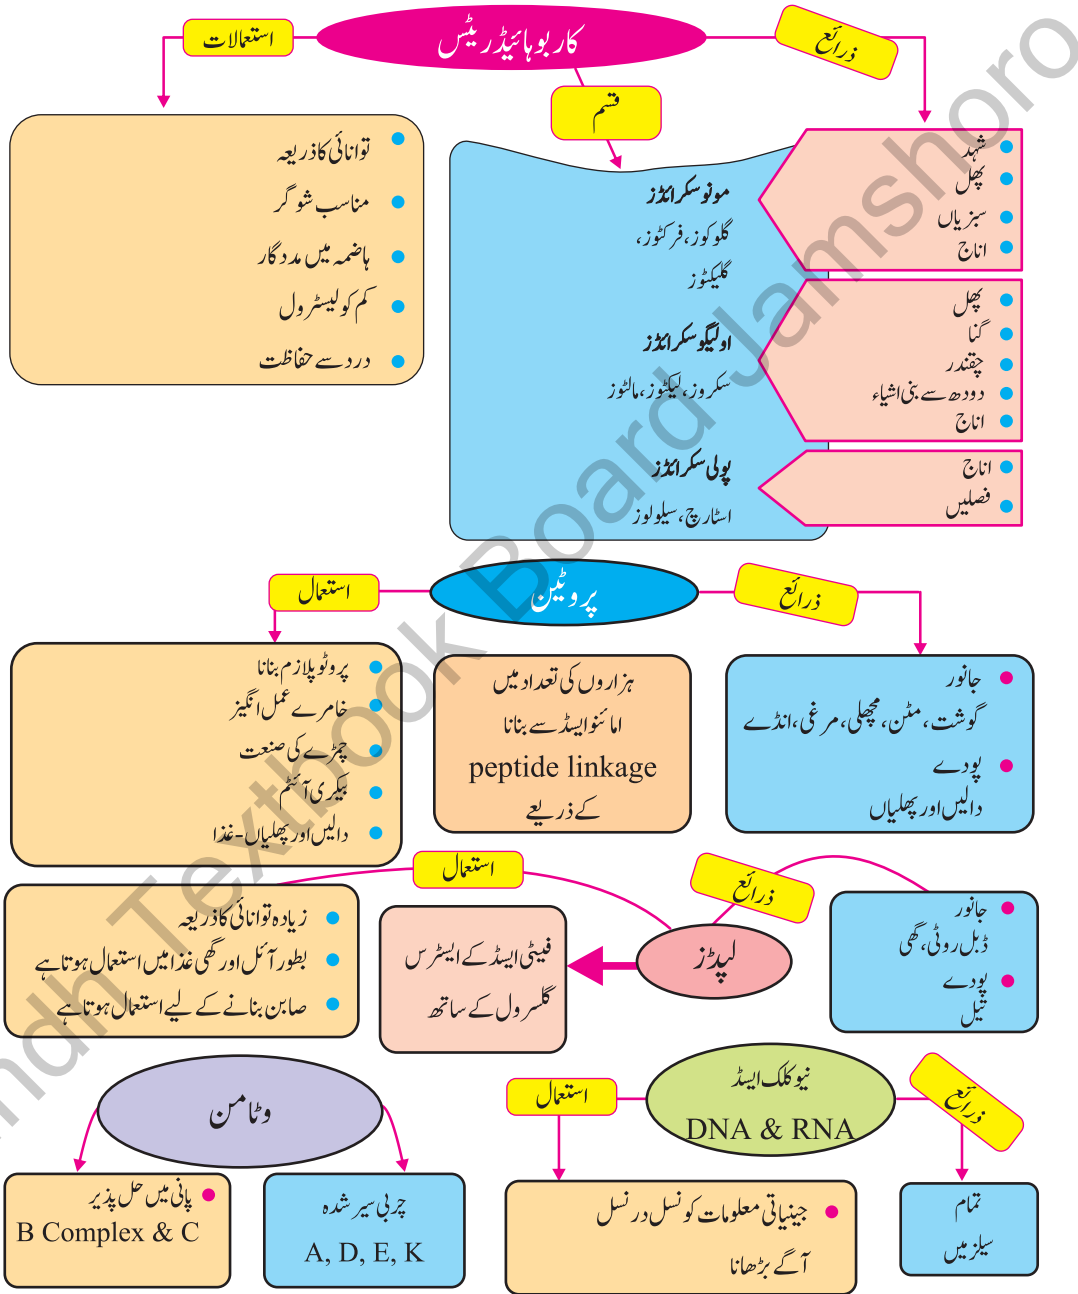 کاربوہائیڈریٹس
ذرائع
استعمالات
قسم
شہد
پھل
سبزیاں
اناج
پھل
گنا
چقندر
دودھ سے بنی اشیاء
اناج
اناج
فصلیں
مونوسکرائڈز
گلوکوز، فرکٹوز،
گلیکٹوز
اولیگوسکرائڈز
سکروز، لیکٹوز، مالٹوز
پولی سکرائڈز
اسٹارچ، سیلولوز
توانائی کا ذریعہ
مناسب شوگر
ہاضمہ میں مددگار
کم کولیسٹرول
درد سے حفاظت
پروٹین
ذرائع
استعمال
جانور
گوشت، مٹن، مچھلی، مرغی، انڈے
پودے
دالیں اور پھلیاں
ہزاروں کی تعداد میں
امائنو ایسڈ سے بنانا
peptide linkage
کے ذریعے
پروٹوپلازم بنانا
خامرے عمل انگیز
چمڑے کی صنعت
بیکری آئٹم
دالیں اور پھلیاں-غذا
لپڈز
ذرائع
استعمال
جانور
ڈبل روٹی، گھی
پودے
تیل
فیٹی ایسڈ کے ایسٹرس
گلسرول کے ساتھ
زیادہ توانائی کا ذریعہ
بطور آئل اور گھی غذا میں استعمال ہوتا ہے
صابن بنانے کے لیے استعمال ہوتا ہے
نیوکلک ایسڈ
DNA & RNA
ذرائع
استعمال
تمام
سیلز میں
جینیاتی معلومات کو نسل در نسل
آگے بڑھانا
وٹامن
چربی سیر شدہ
A, D, E, K
پانی میں حل پذیر
B Complex & C
Sindh Textbook Board Jamshoro